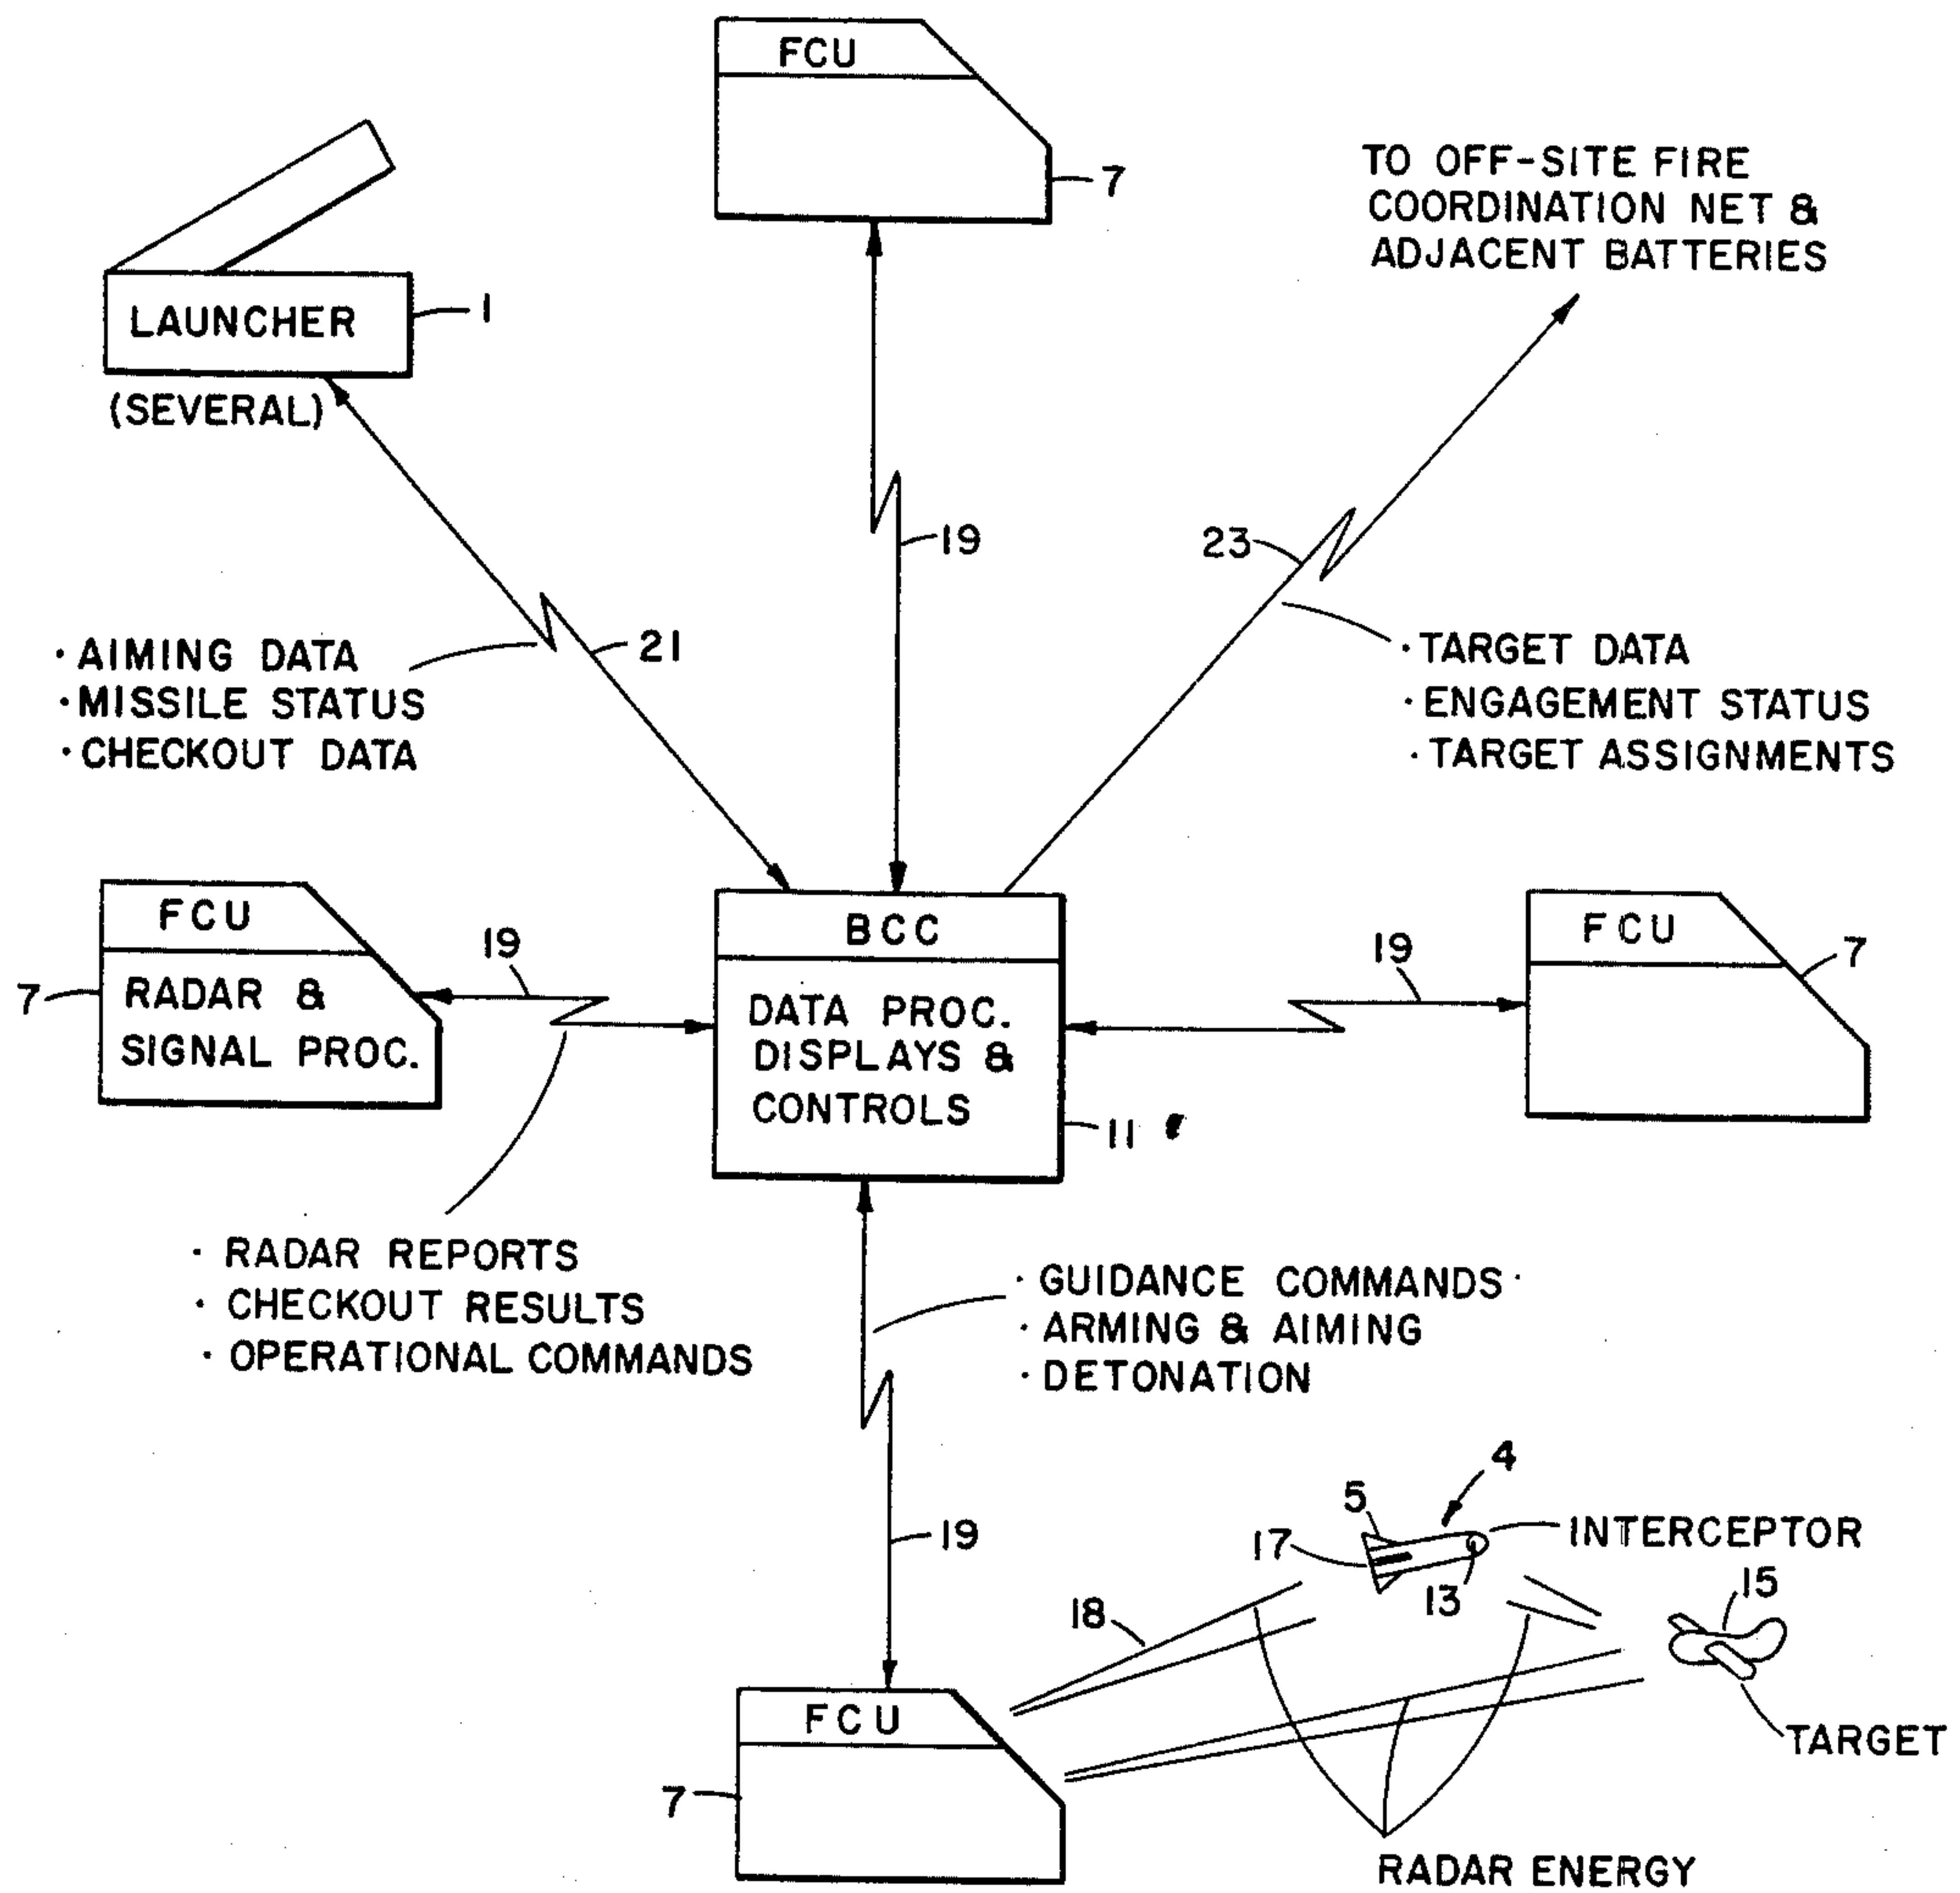 FCU
7
TO OFF-SITE FIRE
COORDINATION NET &
ADJACENT BATTERIES
LAUNCHER
1
(SEVERAL)
19
23
21
· AIMING DATA
· MISSILE STATUS
· CHECKOUT DATA
· TARGET DATA
· ENGAGEMENT STATUS
· TARGET ASSIGNMENTS
FCU
RADAR &
SIGNAL PROC.
7
19
BCC
DATA PROC.
DISPLAYS &
CONTROLS
11
19
FCU
7
· RADAR REPORTS
· CHECKOUT RESULTS
· OPERATIONAL COMMANDS
· GUIDANCE COMMANDS
· ARMING & AIMING
· DETONATION
19
4
5
17
13
INTERCEPTOR
15
18
TARGET
FCU
7
RADAR ENERGY